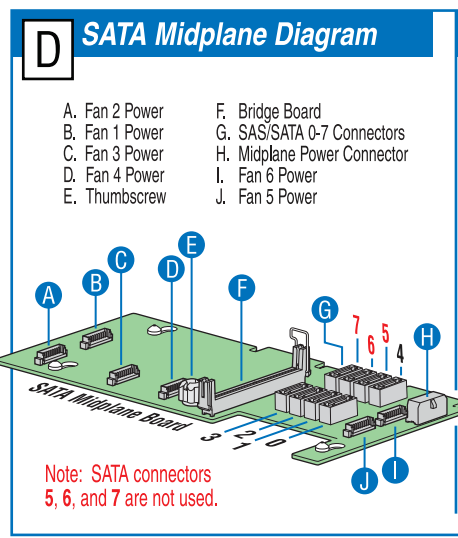 D SATA Midplane Diagram
A. Fan 2 Power
B. Fan 1 Power
C. Fan 3 Power
D. Fan 4 Power
E. Thumbscrew
F. Bridge Board
G. SAS/SATA 0-7 Connectors
H. Midplane Power Connector
I. Fan 6 Power
J. Fan 5 Power
A
B
C
D
E
F
G
7
6
5
4
H
SATA Midplane Board
3
2
1
0
J
I
Note: SATA connectors
5, 6, and 7 are not used.